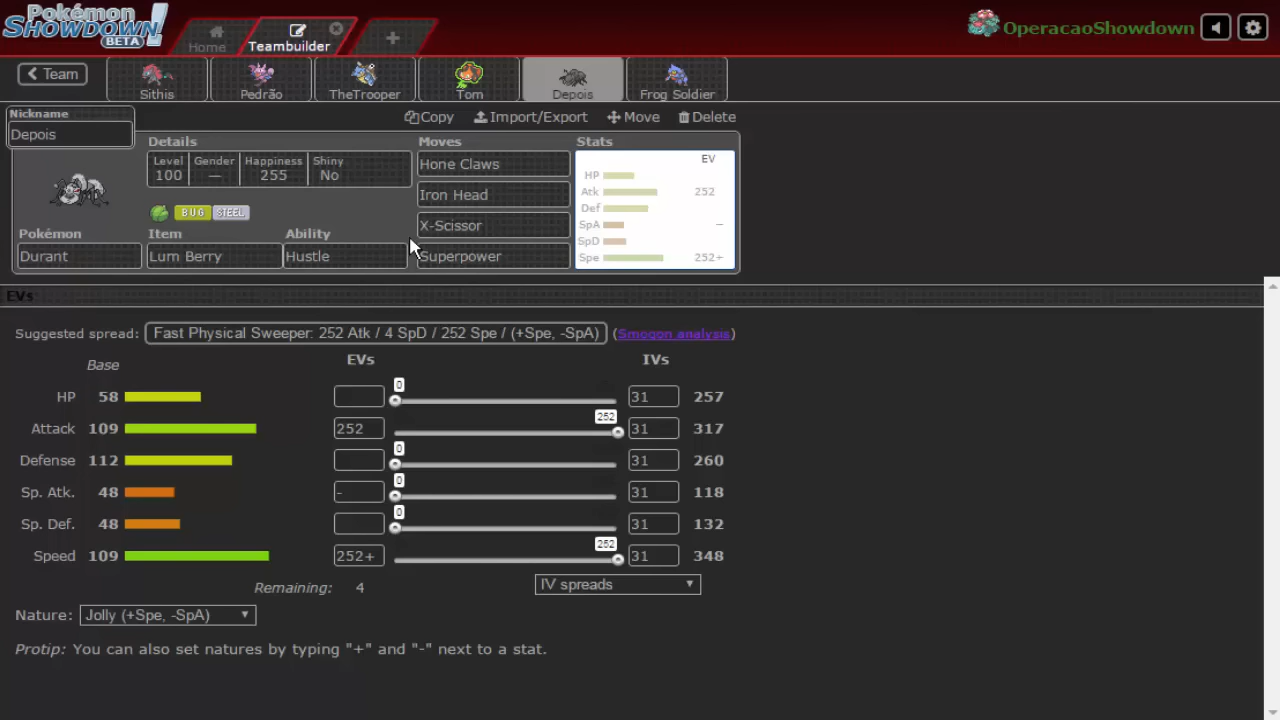 Pokémon
SHOWDOWN!
BETA
Home
Teambuilder
OperacaoShowdown
Team
Sithis
Pedrão
TheTrooper
Tom
Depois
Frog Soldier
Copy Import/Export Move Delete
Nickname
Depois
Details
Level
100
Gender
—
Happiness
255
Shiny
No
BUG STEEL
Pokémon
Durant
Item
Lum Berry
Ability
Hustle
Moves
Hone Claws
Iron Head
X-Scissor
Superpower
Stats
EV
HP
Atk 252
Def
SpA –
SpD
Spe 252+
EVs
Suggested spread: Fast Physical Sweeper: 252 Atk / 4 SpD / 252 Spe / (+Spe, -SpA) (Smogon analysis)
Base EVs IVs
HP 58 0 31 257
Attack 109 252 252 31 317
Defense 112 0 31 260
Sp. Atk. 48 - 0 31 118
Sp. Def. 48 0 31 132
Speed 109 252+ 252 31 348
Remaining: 4 IV spreads
Nature: Jolly (+Spe, -SpA)
Protip: You can also set natures by typing "+" and "-" next to a stat.